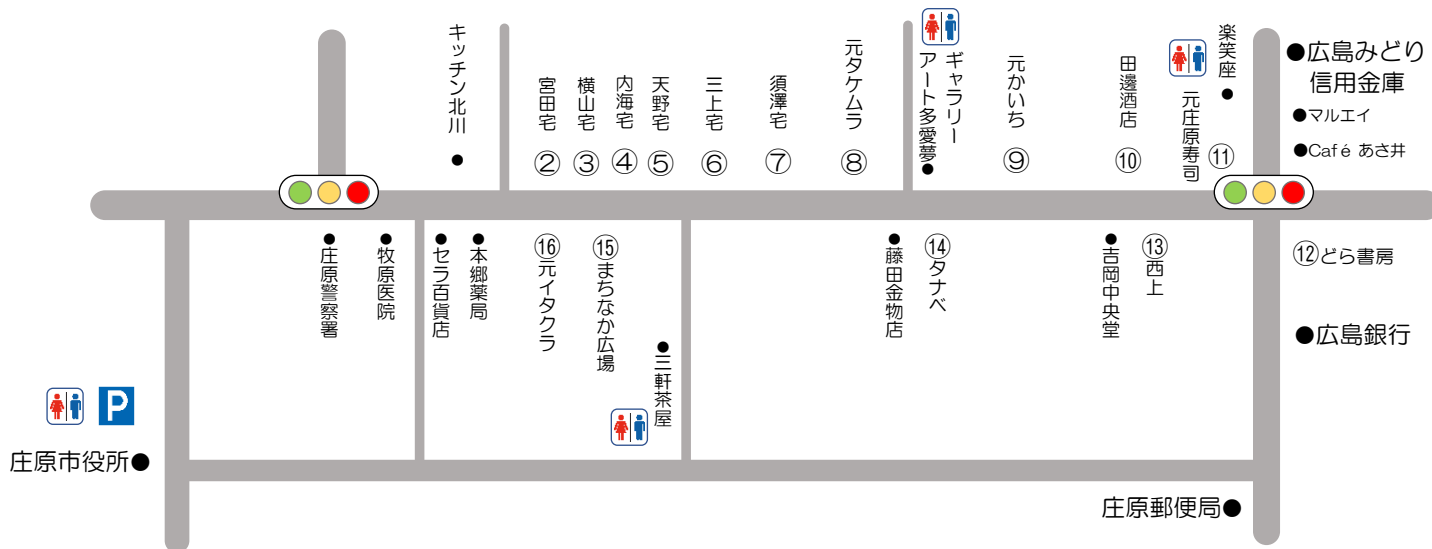 キッチン北川
宮田宅
②
横山宅
③
内海宅
④
天野宅
⑤
三上宅
⑥
須澤宅
⑦
元タケムラ
⑧
ギャラリー
アート多愛夢
元かいち
⑨
田邊酒店
⑩
元庄原寿司
楽笑座
⑪
広島みどり
信用金庫
マルエイ
Café あさ井
庄原警察署
牧原医院
セラ百貨店
本郷薬局
⑯元イタクラ
⑮まちなか広場
三軒茶屋
藤田金物店
⑭タナベ
吉岡中央堂
⑬西上
⑫どら書房
広島銀行
P
庄原市役所
庄原郵便局